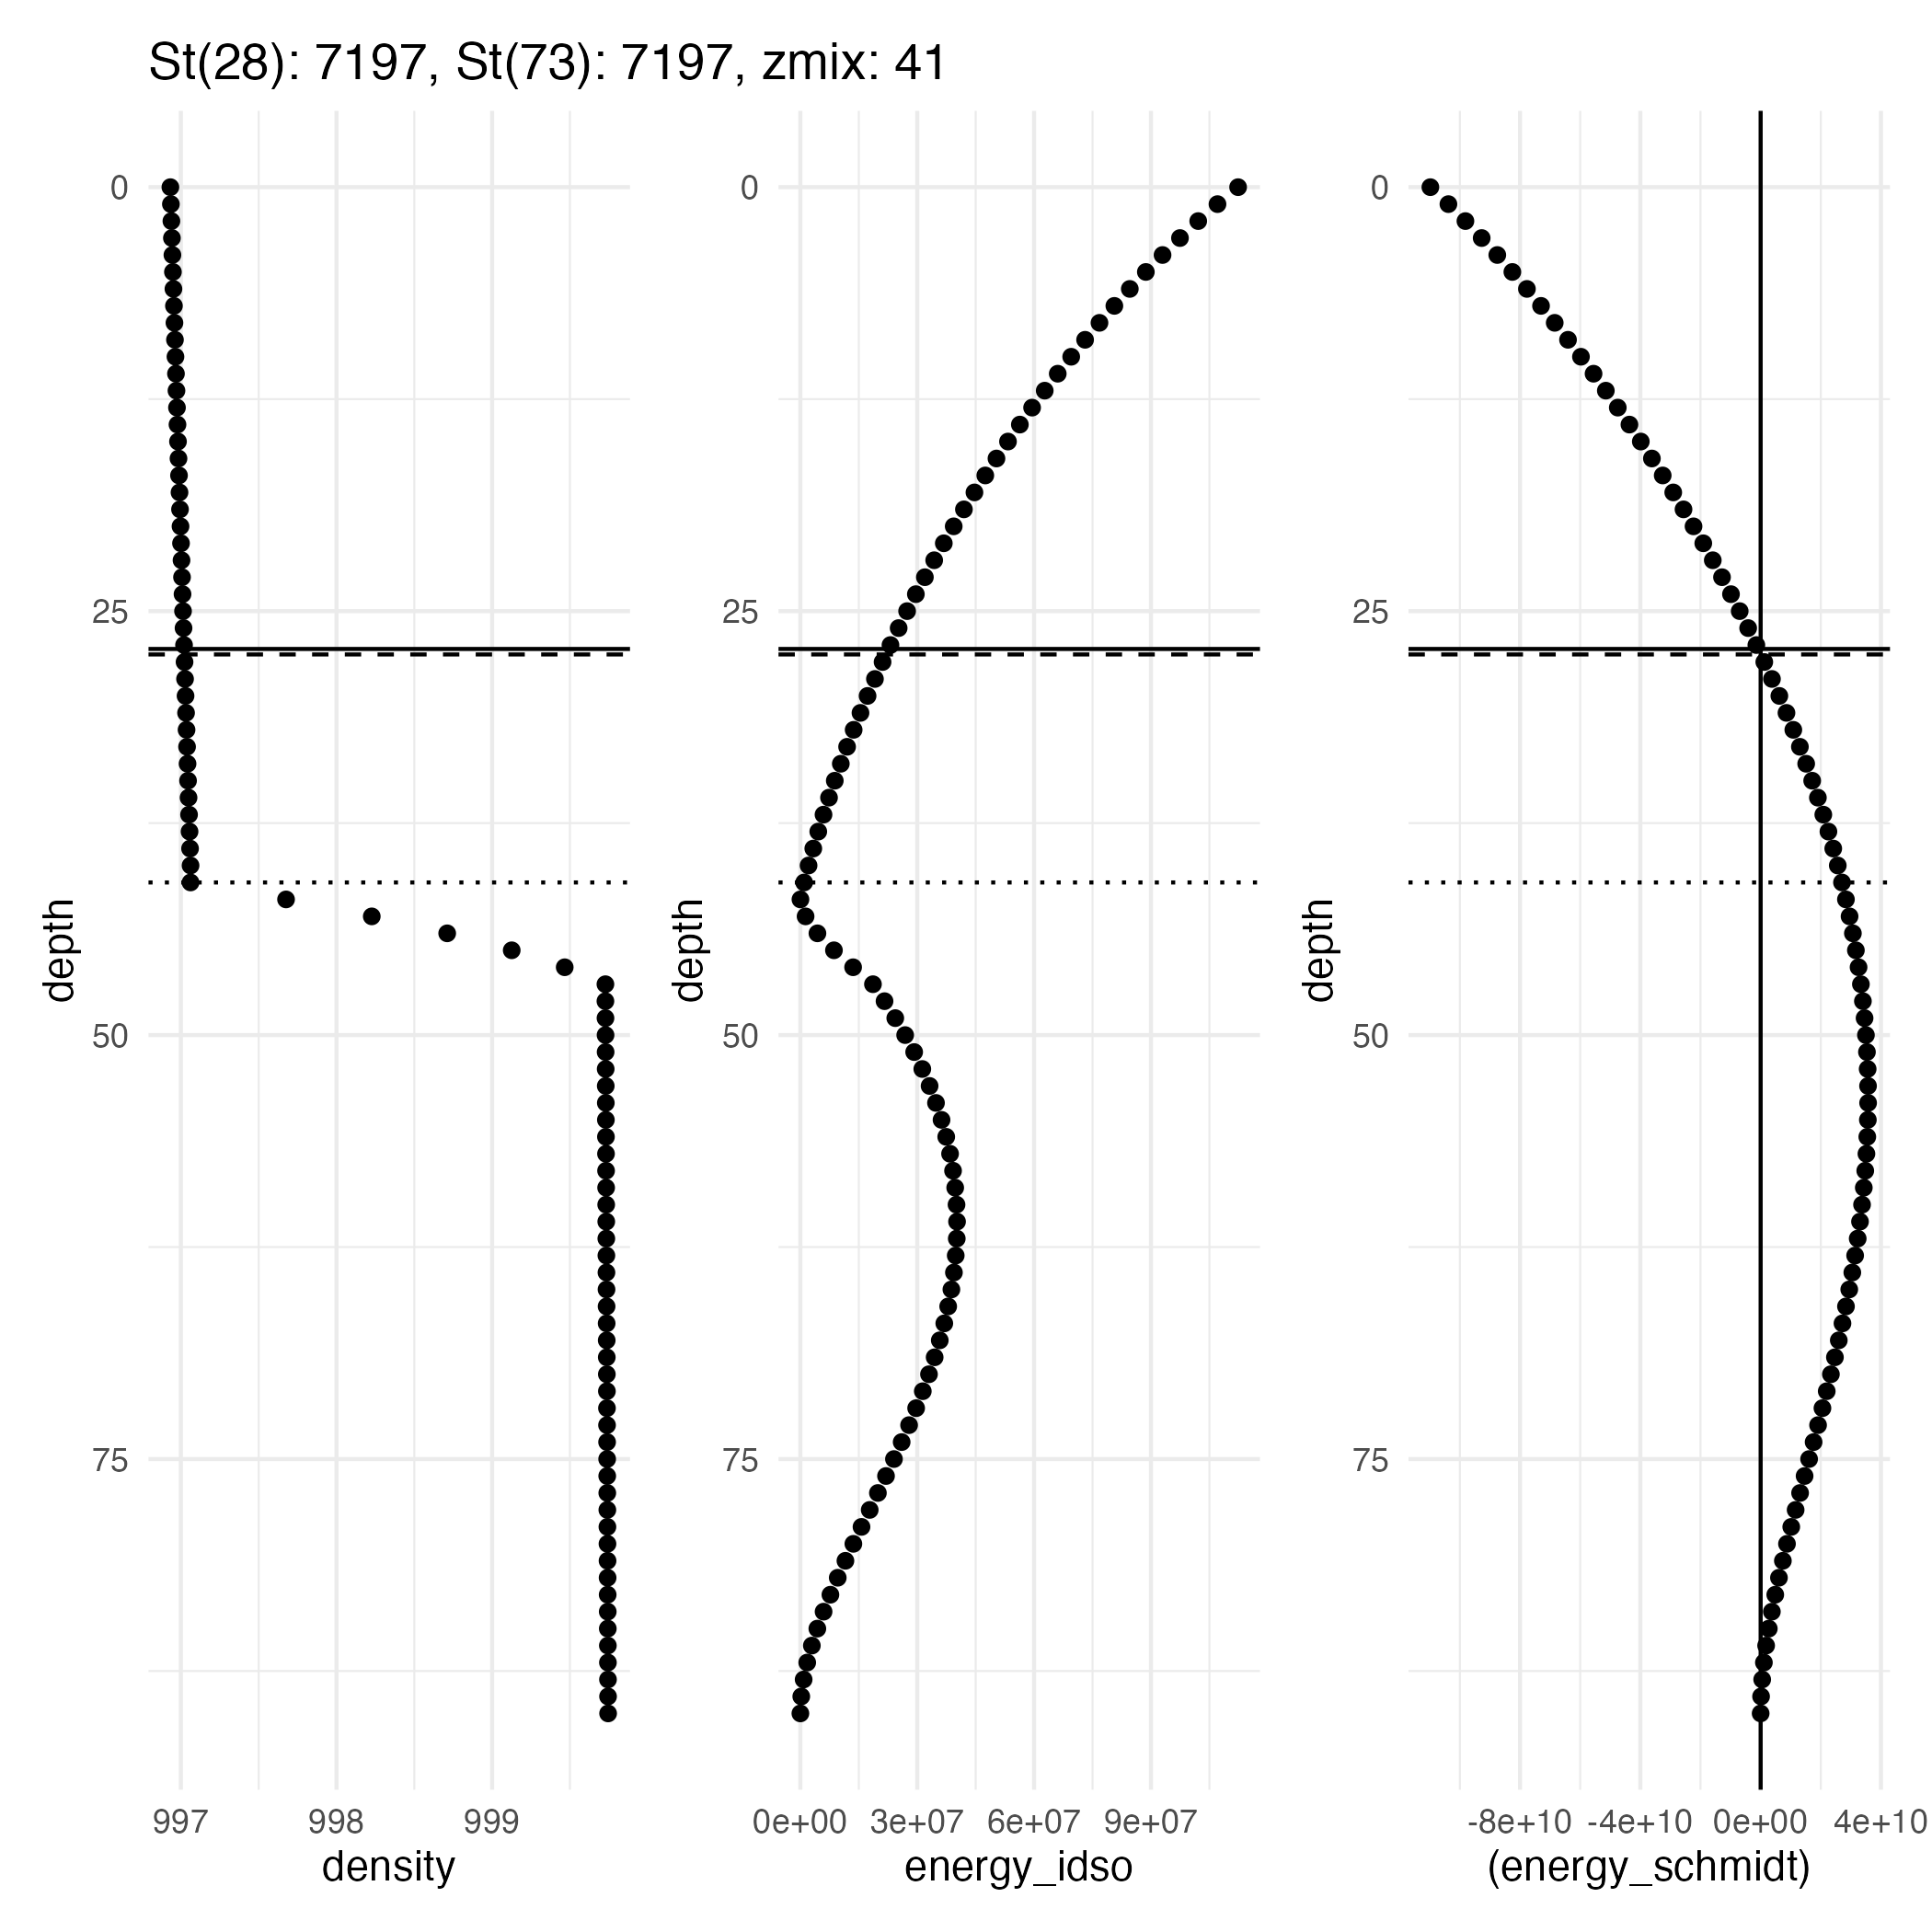 St(28): 7197, St(73): 7197, zmix: 41
0
25
50
75
depth
997 998 999
density
0
25
50
75
depth
0e+00 3e+07 6e+07 9e+07
energy_idso
0
25
50
75
depth
-8e+10 -4e+10 0e+00 4e+10
(energy_schmidt)